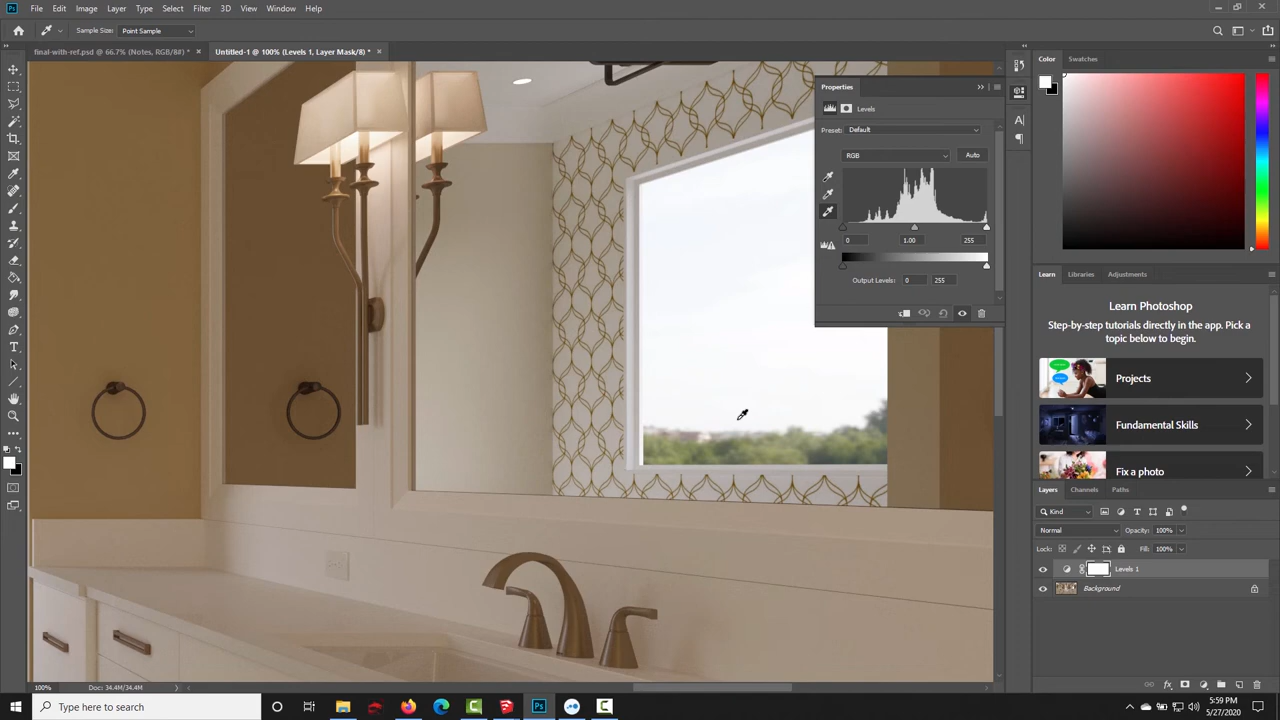 Ps File Edit Image Layer Type Select Filter 3D View Window Help
Sample Size: Point Sample
final-with-ref.psd @ 66.7% (Notes, RGB/8#) * × Untitled-1 @ 100% (Levels 1, Layer Mask/8) * ×
Properties
Levels
Preset: Default
RGB Auto
0 1.00 255
Output Levels: 0 255
Color Swatches
Learn Libraries Adjustments
Learn Photoshop
Step-by-step tutorials directly in the app. Pick a
topic below to begin.
Projects
Fundamental Skills
Fix a photo
Layers Channels Paths
Kind
Normal Opacity: 100%
Lock: Fill: 100%
Levels 1
Background
100% Doc: 34.4M/34.4M
Type here to search
Ps
5:59 PM
5/27/2020